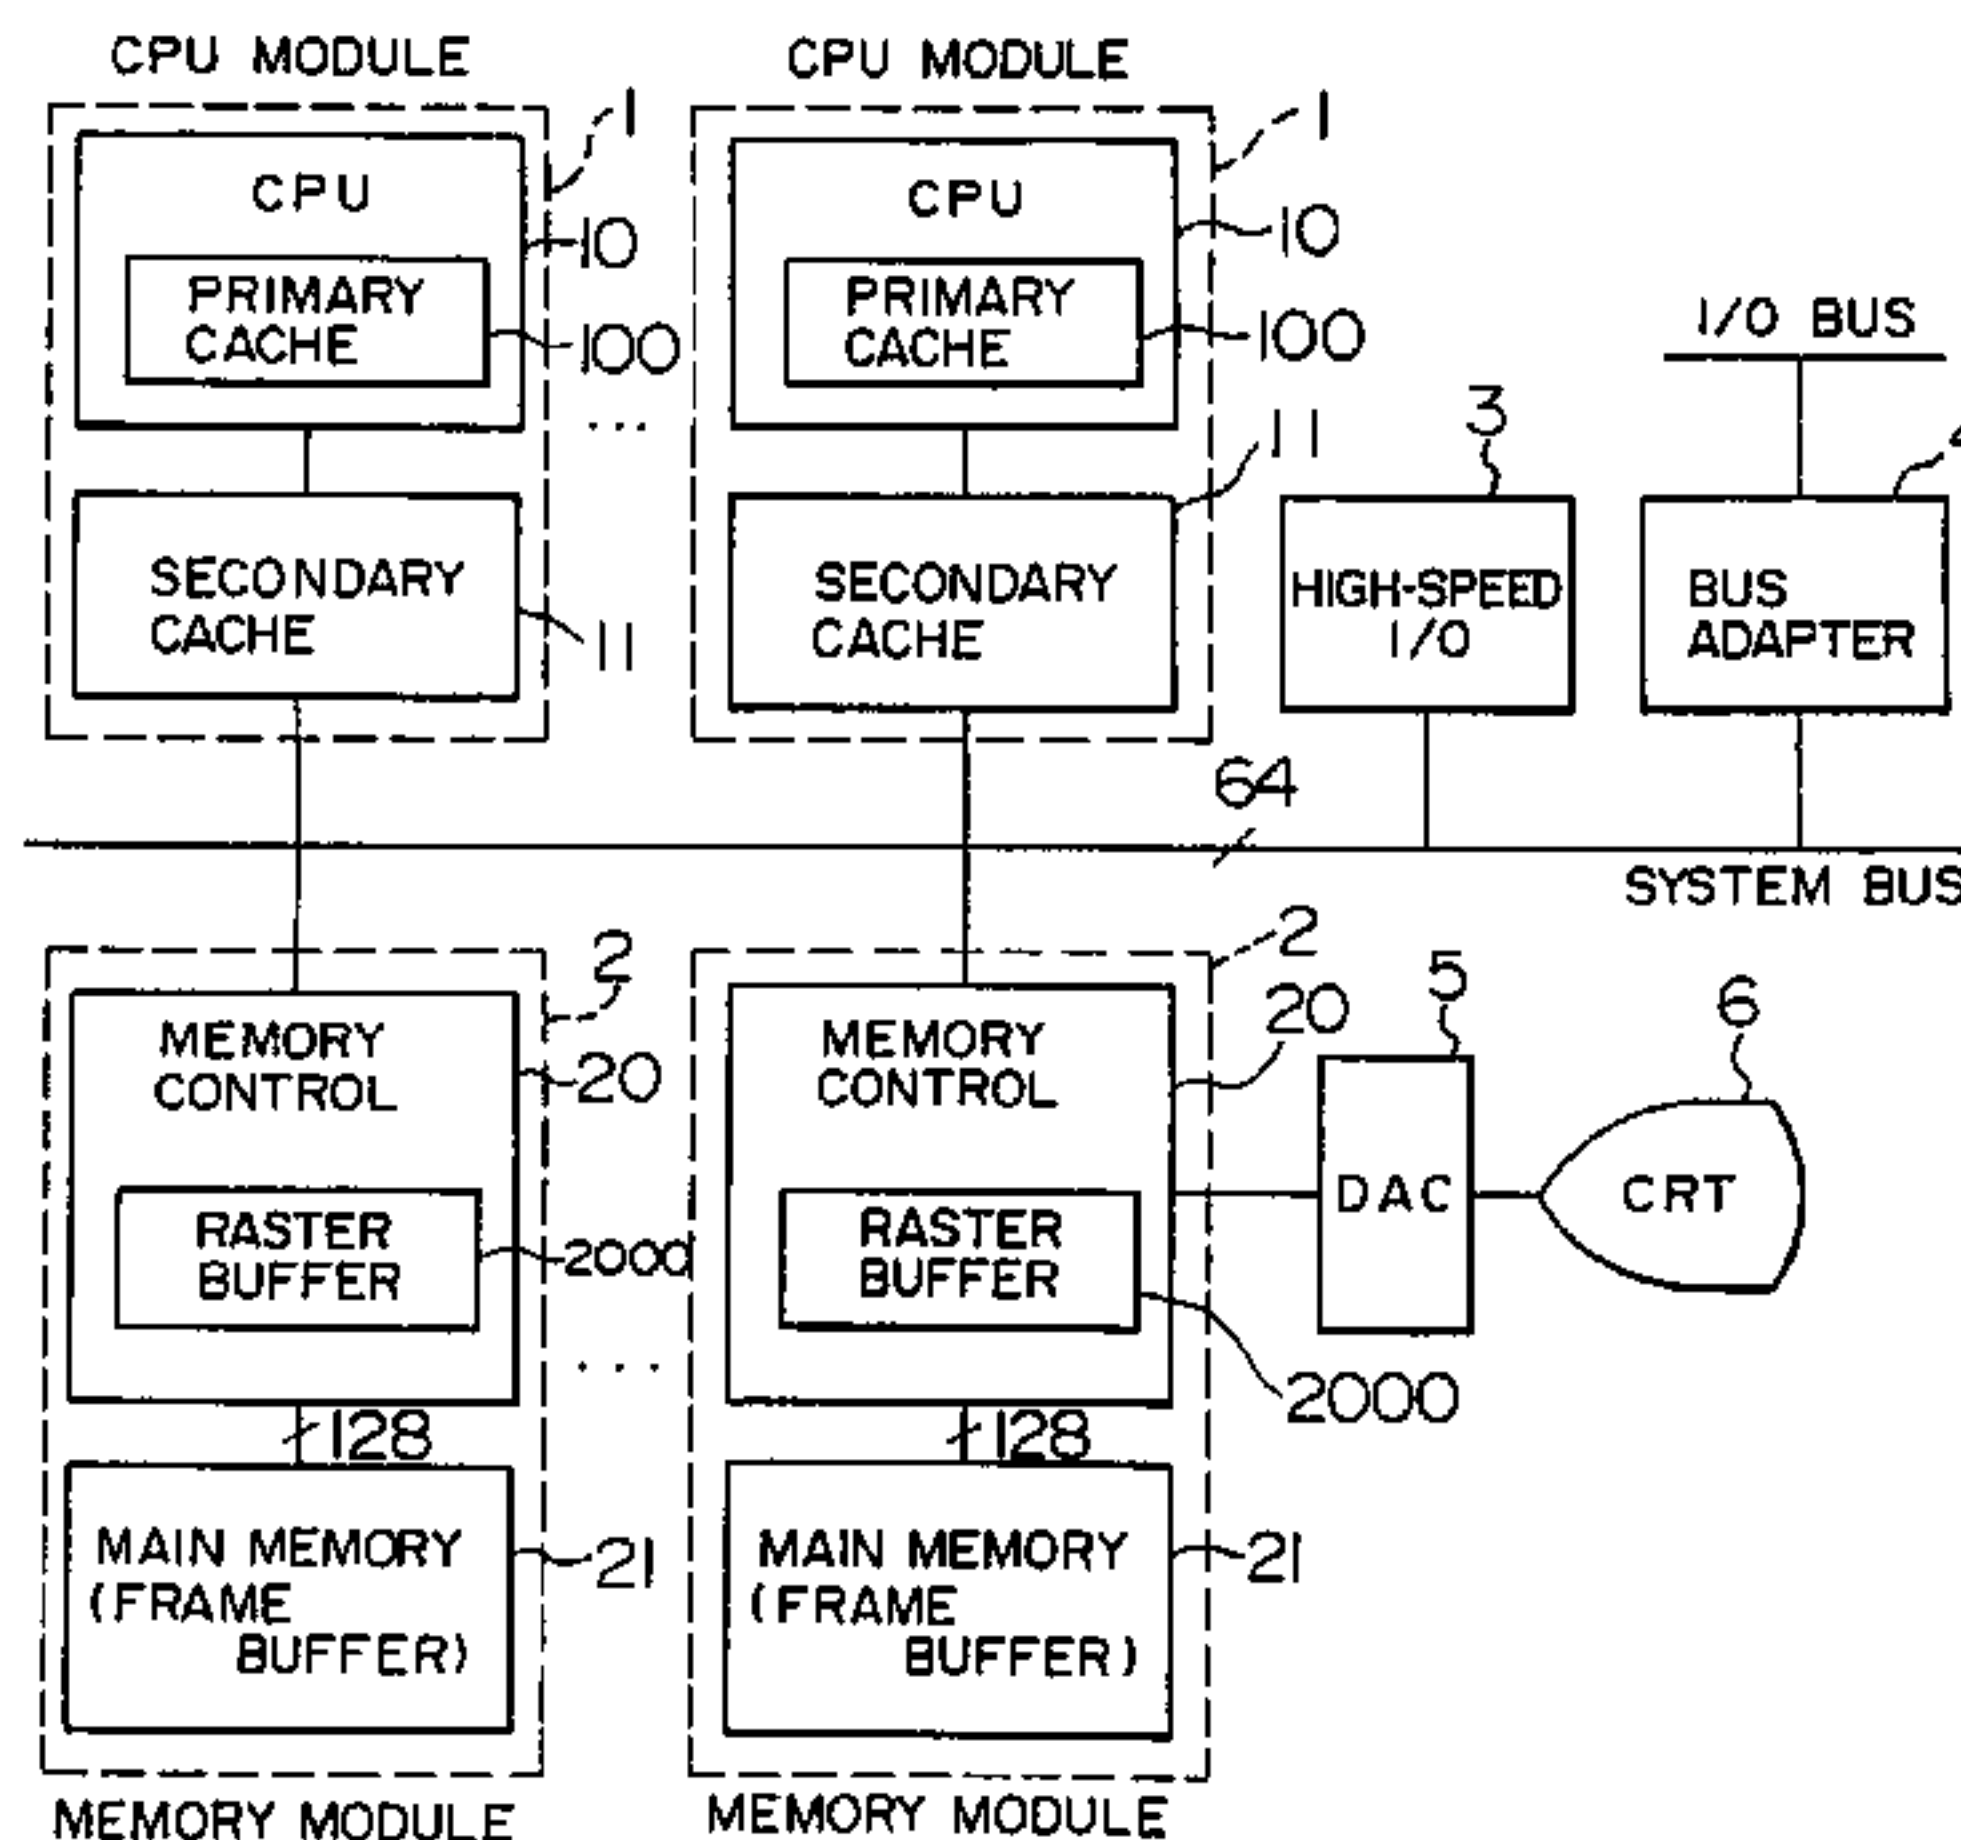 CPU MODULE
CPU MODULE
1
1
CPU
CPU
10
10
PRIMARY
CACHE
PRIMARY
CACHE
100
100
I/O BUS
...
3
11
4
SECONDARY
CACHE
SECONDARY
CACHE
HIGH-SPEED
I/O
BUS
ADAPTER
11
64
SYSTEM BUS
2
2
MEMORY
CONTROL
MEMORY
CONTROL
20
20
5
6
RASTER
BUFFER
RASTER
BUFFER
DAC
CRT
2000
2000
...
128
128
MAIN MEMORY
(FRAME
BUFFER)
MAIN MEMORY
(FRAME
BUFFER)
21
21
MEMORY MODULE
MEMORY MODULE